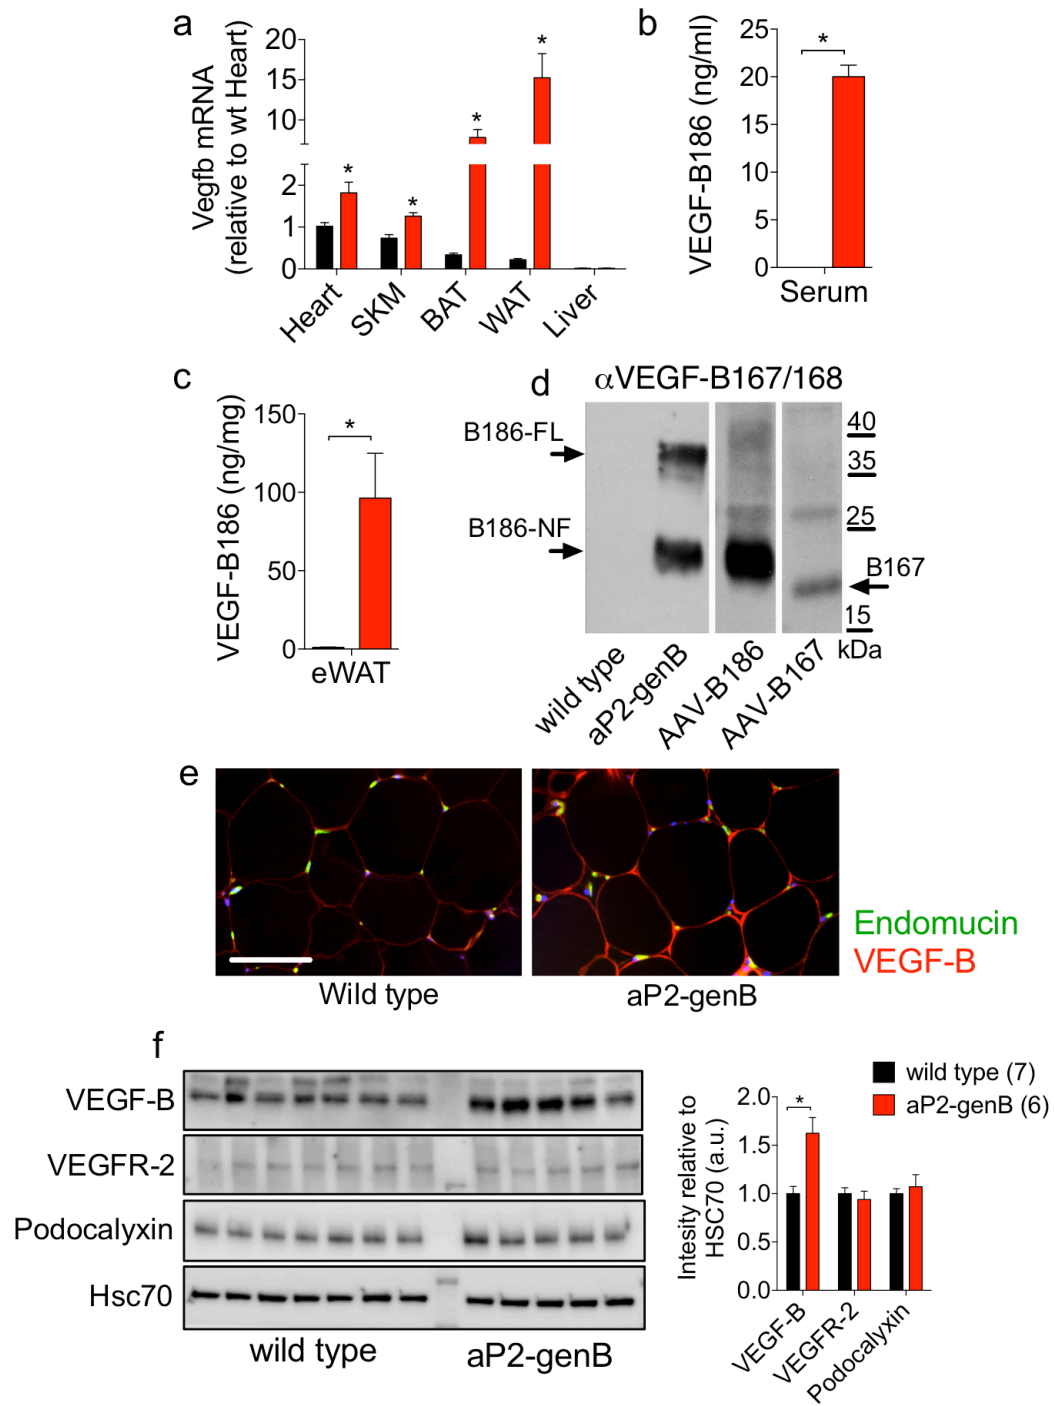 a
Vegfb mRNA
(relative to wt Heart)
20
15
10
2
1
0
*
*
*
*
Heart
SKM
BAT
WAT
Liver
b
VEGF-B186 (ng/ml)
25
20
15
10
5
0
*
Serum
c
VEGF-B186 (ng/mg)
150
100
50
0
*
eWAT
d
αVEGF-B167/168
B186-FL
B186-NF
40
35
25
B167
15
kDa
wild type
aP2-genB
AAV-B186
AAV-B167
e
Endomucin
VEGF-B
Wild type
aP2-genB
f
VEGF-B
VEGFR-2
Podocalyxin
Hsc70
wild type
aP2-genB
wild type (7)
aP2-genB (6)
Intesity relative to
HSC70 (a.u.)
2.0
1.5
1.0
0.5
0.0
*
VEGF-B
VEGFR-2
Podocalyxin